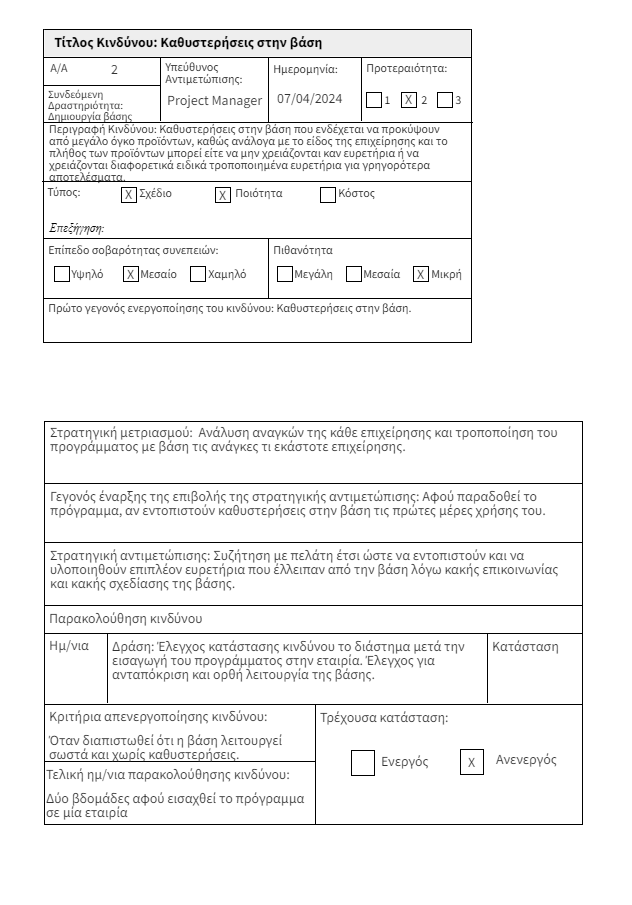 Τίτλος Κινδύνου: Καθυστερήσεις στην βάση
Α/Α 2
Υπεύθυνος
Αντιμετώπισης:
Project Manager
Ημερομηνία:
07/04/2024
Προτεραιότητα:
1 X 2 3
Συνδεόμενη
Δραστηριότητα:
Δημιουργία βάσης
Περιγραφή Κινδύνου: Καθυστερήσεις στην βάση που ενδέχεται να προκύψουν
από μεγάλο όγκο προϊόντων, καθώς ανάλογα με το είδος της επιχείρησης και το
πλήθος των προϊόντων μπορεί είτε να μην χρειάζονται καν ευρετήρια ή να
χρειάζονται διαφορετικά ειδικά τροποποιημένα ευρετήρια για γρηγορότερα
αποτελέσματα.
Τύπος: X Σχέδιο X Ποιότητα Κόστος
Επεξήγηση:
Επίπεδο σοβαρότητας συνεπειών:
Υψηλό X Μεσαίο Χαμηλό
Πιθανότητα
Μεγάλη Μεσαία X Μικρή
Πρώτο γεγονός ενεργοποίησης του κινδύνου: Καθυστερήσεις στην βάση.
Στρατηγική μετριασμού: Ανάλυση αναγκών της κάθε επιχείρησης και τροποποίηση του
προγράμματος με βάση τις ανάγκες τι εκάστοτε επιχείρησης.
Γεγονός έναρξης της επιβολής της στρατηγικής αντιμετώπισης: Αφού παραδοθεί το
πρόγραμμα, αν εντοπιστούν καθυστερήσεις στην βάση τις πρώτες μέρες χρήσης του.
Στρατηγική αντιμετώπισης: Συζήτηση με πελάτη έτσι ώστε να εντοπιστούν και να
υλοποιηθούν επιπλέον ευρετήρια που έλλειπαν από την βάση λόγω κακής επικοινωνίας
και κακής σχεδίασης της βάσης.
Παρακολούθηση κινδύνου
Ημ/νια
Δράση: Έλεγχος κατάστασης κινδύνου το διάστημα μετά την
εισαγωγή του προγράμματος στην εταιρία. Έλεγχος για
ανταπόκριση και ορθή λειτουργία της βάσης.
Κατάσταση
Κριτήρια απενεργοποίησης κινδύνου:
Όταν διαπιστωθεί ότι η βάση λειτουργεί
σωστά και χωρίς καθυστερήσεις.
Τελική ημ/νια παρακολούθησης κινδύνου:
Δύο βδομάδες αφού εισαχθεί το πρόγραμμα
σε μία εταιρία
Τρέχουσα κατάσταση:
Ενεργός X Ανενεργός